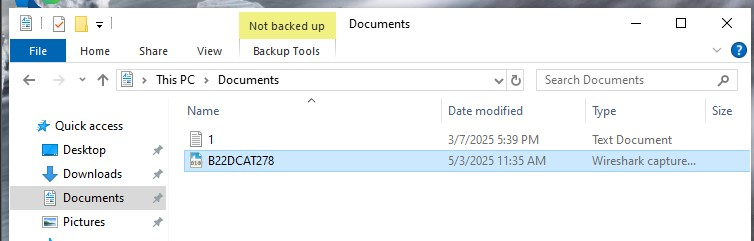 Not backed up
Documents
File
Home
Share
View
Backup Tools
This PC
Documents
Search Documents
Name
Date modified
Type
Size
Quick access
Desktop
Downloads
Documents
Pictures
1
3/7/2025 5:39 PM
Text Document
B22DCAT278
5/3/2025 11:35 AM
Wireshark capture...